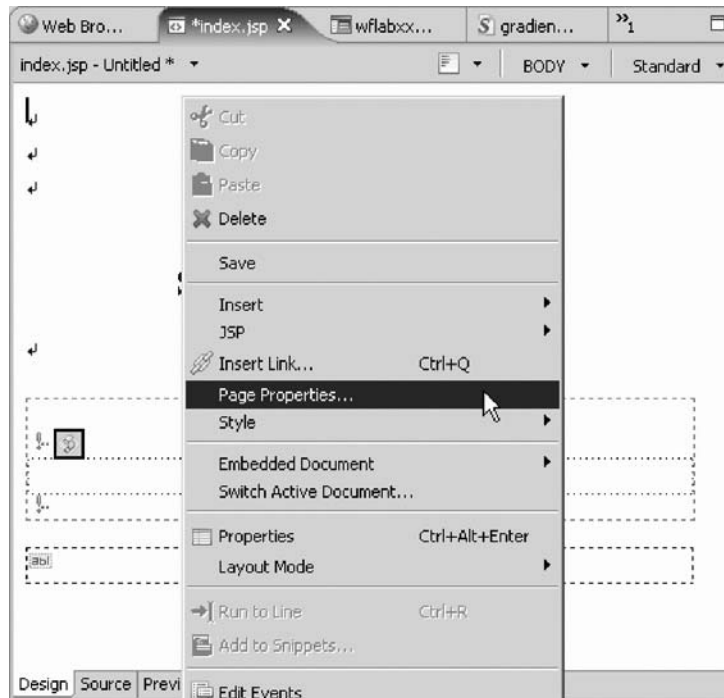 Web Bro...
*index.jsp
wflabxx...
gradien...
»1
index.jsp - Untitled *
BODY
Standard
Cut
Copy
Paste
Delete
Save
Insert
JSP
Insert Link... Ctrl+Q
Page Properties...
Style
Embedded Document
Switch Active Document...
Properties Ctrl+Alt+Enter
Layout Mode
abl
Run to Line Ctrl+R
Add to Snippets...
Design Source Previ
Edit Events